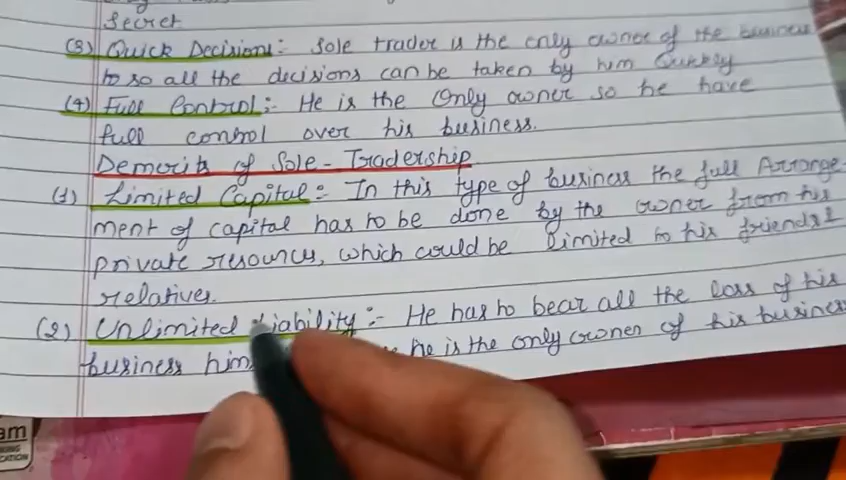 Secret
(3) Quick Decision:- Sole trader is the only owner of the business
to so all the decisions can be taken by him Quickly
(4) Full Control:- He is the Only owner so he have
full control over his business.
Demerits of Sole-Tradership
(1) Limited Capital:- In this type of business the full Arrange-
ment of capital has to be done by the owner from his
private resources, which could be limited to his friends &
relatives.
(2) Unlimited Liability:- He has to bear all the loss of his
business him he is the only owner of his business
am